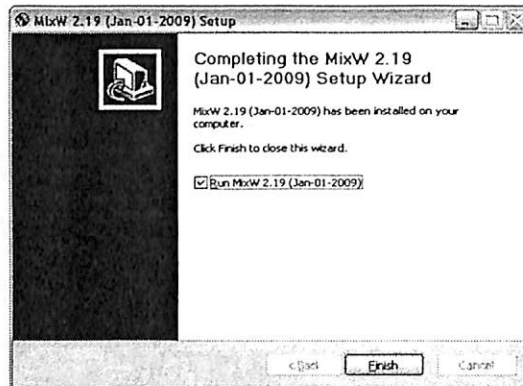 MixW 2.19 (Jan-01-2009) Setup
Completing the MixW 2.19
(Jan-01-2009) Setup Wizard
MixW 2.19 (Jan-01-2009) has been installed on your
computer.
Click Finish to close this wizard.
Run MixW 2.19 (Jan-01-2009)
< Back Finish Cancel